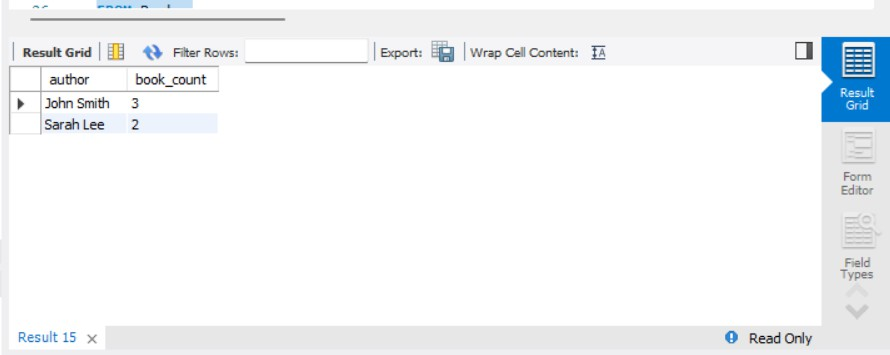 Result Grid Filter Rows: Export: Wrap Cell Content:
author book_count
John Smith 3
Sarah Lee 2
Result
Grid
Form
Editor
Field
Types
Result 15 Read Only